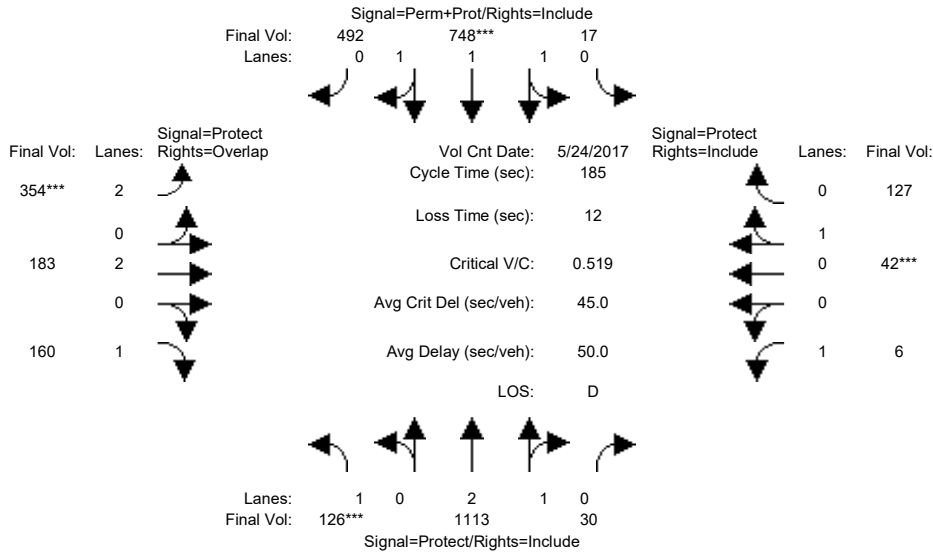 Signal=Perm+Prot/Rights=Include
Final Vol: 492 748*** 17
Lanes: 0 1 1 1 0
Signal=Protect Signal=Protect
Final Vol: Lanes: Rights=Overlap Vol Cnt Date: 5/24/2017 Rights=Include Lanes: Final Vol:
Cycle Time (sec): 185
354*** 2 0 127
Loss Time (sec): 12
0 1
183 2 Critical V/C: 0.519 0 42***
0 Avg Crit Del (sec/veh): 45.0 0
160 1 Avg Delay (sec/veh): 50.0 1 6
LOS: D
Lanes: 1 0 2 1 0
Final Vol: 126*** 1113 30
Signal=Protect/Rights=Include